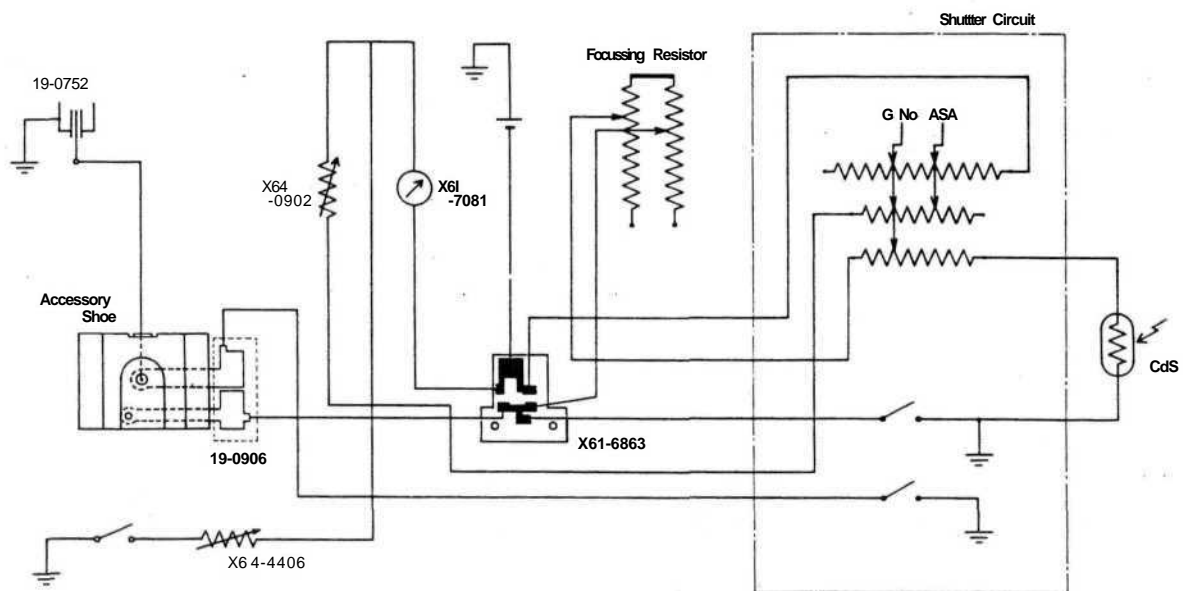 Shuttter Circuit
Focussing Resistor
19-0752
G No ASA
X64
-0902
X6I
-7081
Accessory
Shoe
CdS
X61-6863
19-0906
X6 4-4406